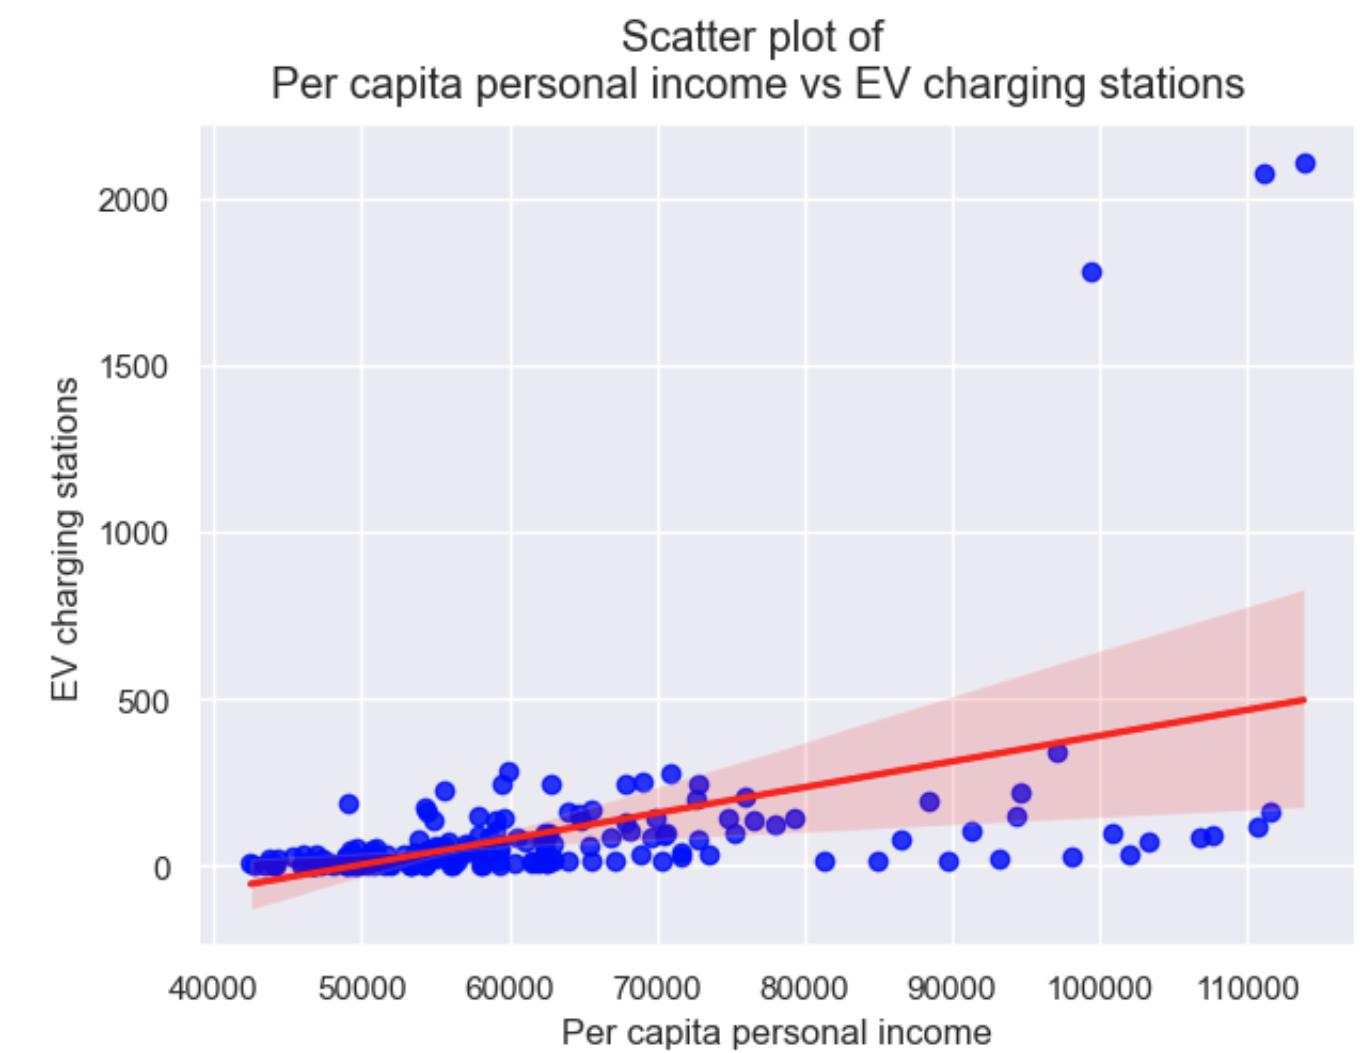 Scatter plot of
Per capita personal income vs EV charging stations
EV charging stations
2000
1500
1000
500
0
40000 50000 60000 70000 80000 90000 100000 110000
Per capita personal income